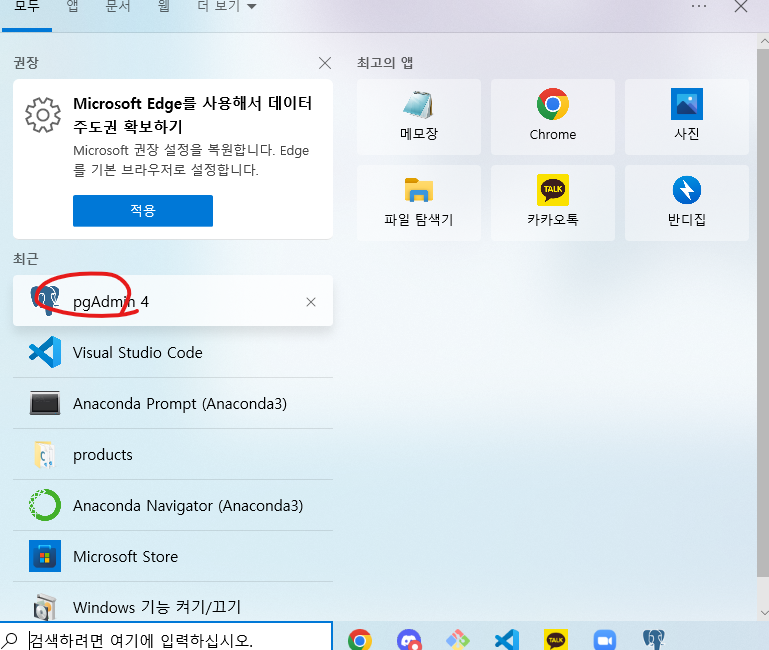 모두 앱 문서 웹 더 보기
권장
Microsoft Edge를 사용해서 데이터
주도권 확보하기
Microsoft 권장 설정을 복원합니다. Edge
를 기본 브라우저로 설정합니다.
적용
최근
pgAdmin 4
Visual Studio Code
Anaconda Prompt (Anaconda3)
products
Anaconda Navigator (Anaconda3)
Microsoft Store
Windows 기능 켜기/끄기
최고의 앱
메모장
Chrome
사진
파일 탐색기
TALK
카카오톡
반디집
검색하려면 여기에 입력하십시오.
TALK